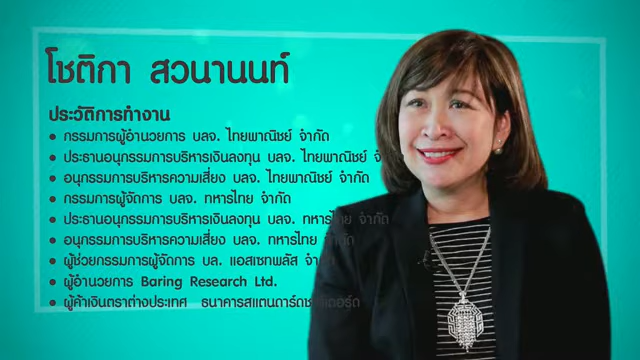 โชติกา สวนานนท์
ประวัติการทำงาน
• กรรมการผู้อำนวยการ บลจ. ไทยพาณิชย์ จำกัด
• ประธานอนุกรรมการบริหารเงินลงทุน บลจ. ไทยพาณิชย์ จำ
• อนุกรรมการบริหารความเสี่ยง บลจ. ไทยพาณิชย์ จำกัด
• กรรมการผู้จัดการ บลจ. ทหารไทย จำกัด
• ประธานอนุกรรมการบริหารเงินลงทุน บลจ. ทหารไทย จำกัด
• อนุกรรมการบริหารความเสี่ยง บลจ. ทหารไทย จำกัด
• ผู้ช่วยกรรมการผู้จัดการ บล. แอสเซทพลัส จำกัด
• ผู้อำนวยการ Baring Research Ltd.
• ผู้ค้าเงินตราต่างประเทศ ธนาคารสแตนดาร์ดชาร์เตอร์ด